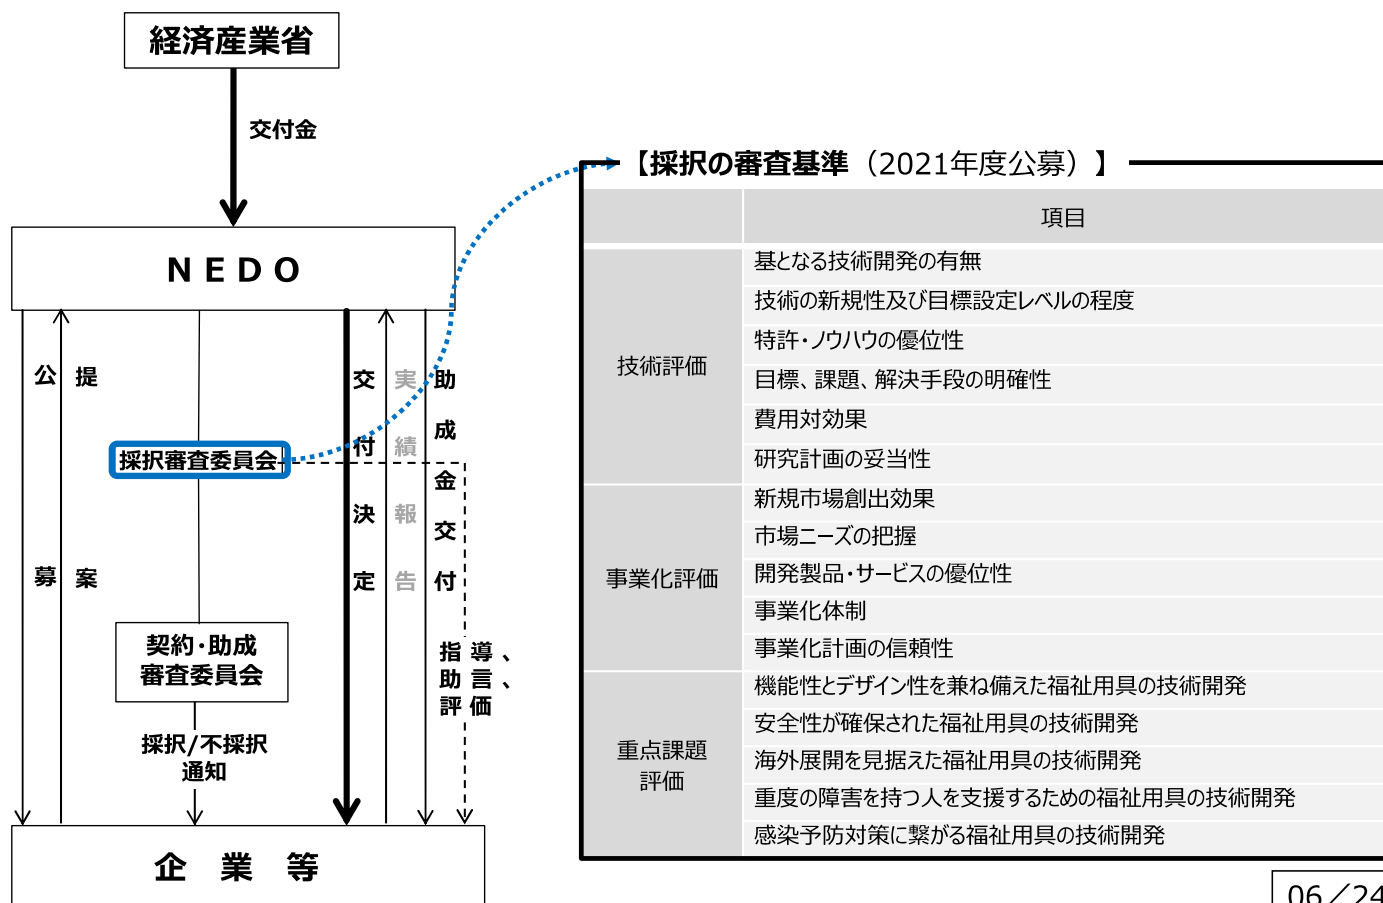 経済産業省
交付金
NEDO
公募
提案
採択審査委員会
契約・助成
審査委員会
採択/不採択
通知
交付決定
実績報告
助成金交付
指導、
助言、
評価
企業等
【採択の審査基準（2021年度公募）】
項目
技術評価
基となる技術開発の有無
技術の新規性及び目標設定レベルの程度
特許・ノウハウの優位性
目標、課題、解決手段の明確性
費用対効果
研究計画の妥当性
事業化評価
新規市場創出効果
市場ニーズの把握
開発製品・サービスの優位性
事業化体制
事業化計画の信頼性
重点課題
評価
機能性とデザイン性を兼ね備えた福祉用具の技術開発
安全性が確保された福祉用具の技術開発
海外展開を見据えた福祉用具の技術開発
重度の障害を持つ人を支援するための福祉用具の技術開発
感染予防対策に繋がる福祉用具の技術開発
06／24